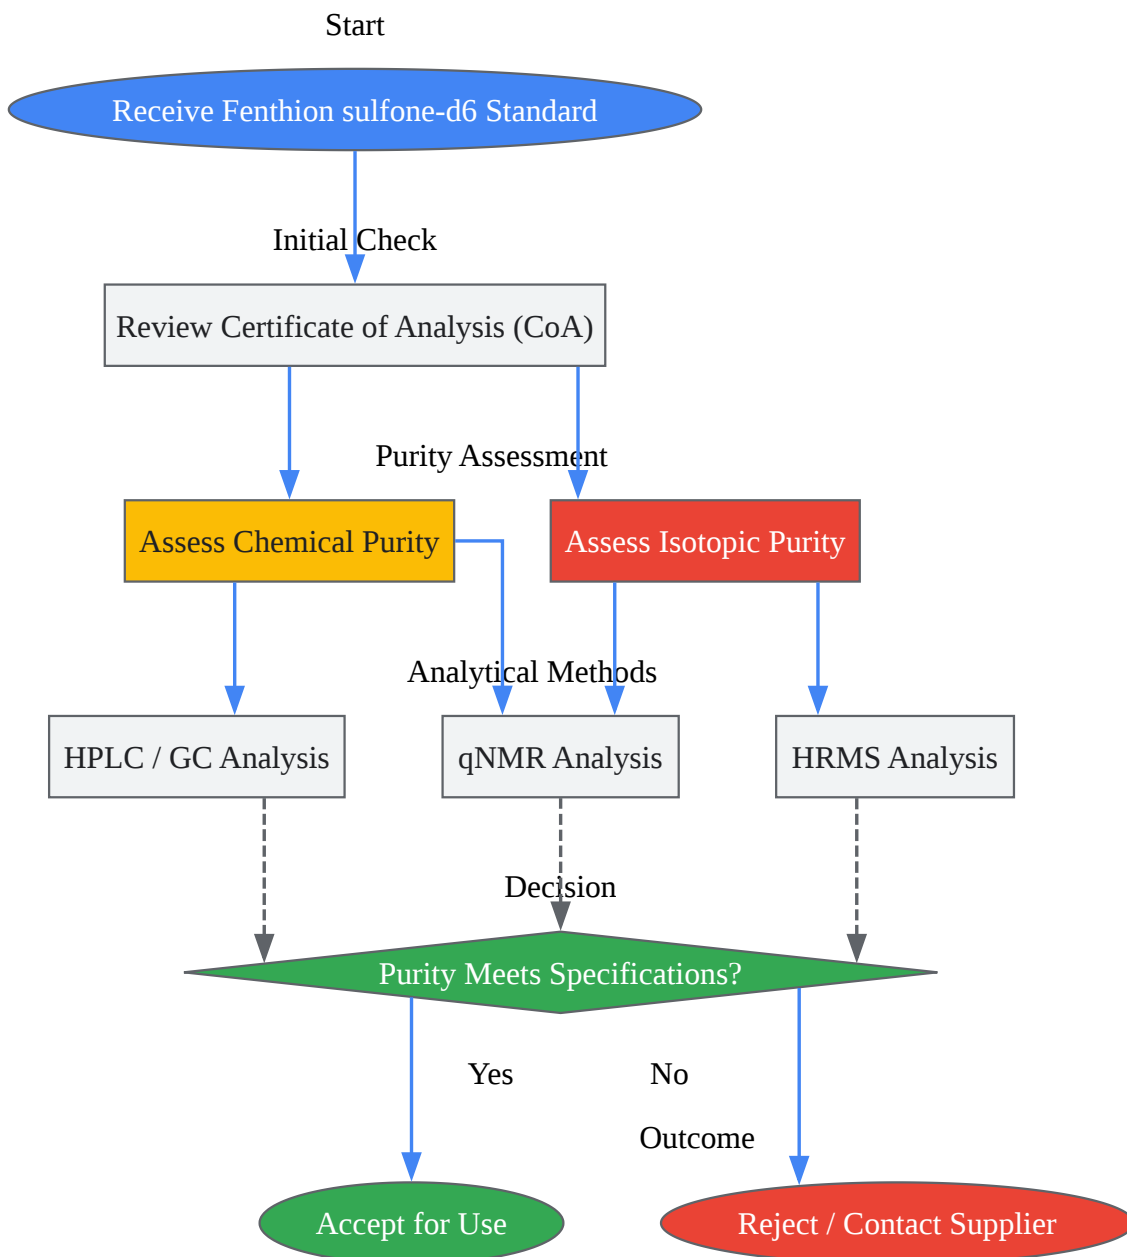 Start
Receive Fenthion sulfone-d6 Standard
Initial Check
Review Certificate of Analysis (CoA)
Purity Assessment
Assess Chemical Purity
Assess Isotopic Purity
Analytical Methods
HPLC / GC Analysis
qNMR Analysis
HRMS Analysis
Decision
Purity Meets Specifications?
Yes
No
Outcome
Accept for Use
Reject / Contact Supplier